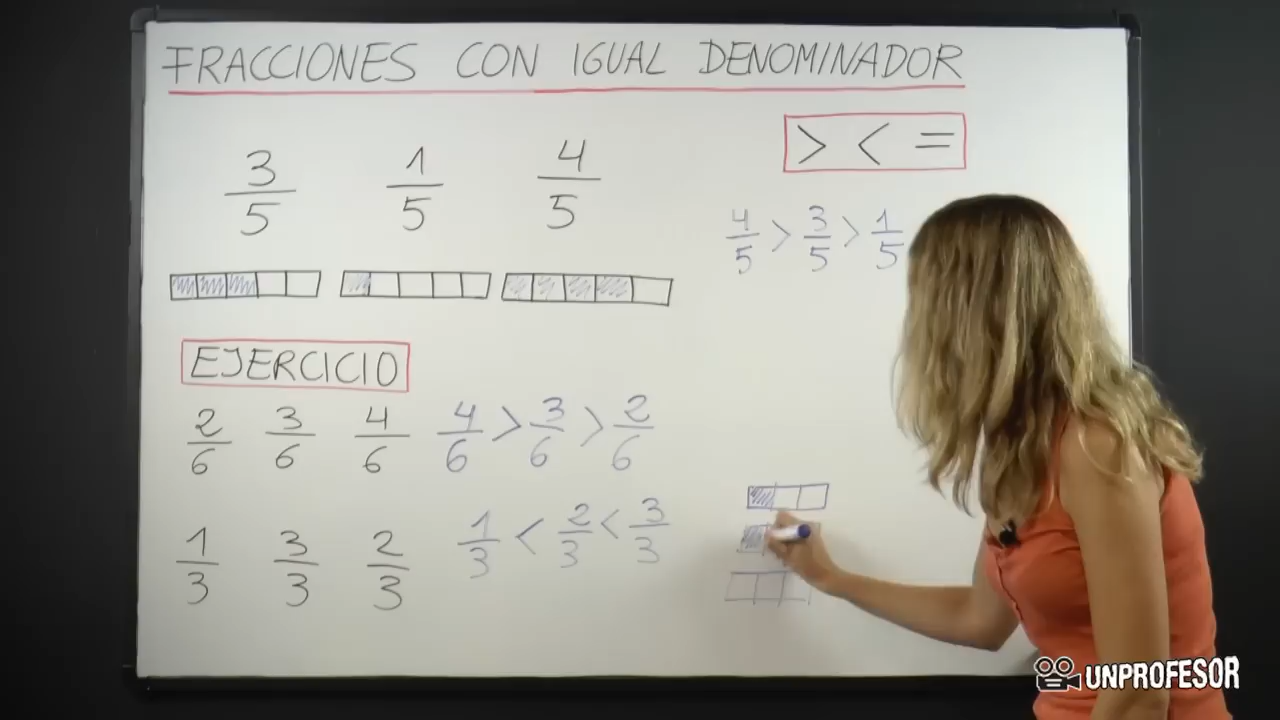 FRACCIONES CON IGUAL DENOMINADOR
> < =
3/5 1/5 4/5
4/5 > 3/5 > 1/5
EJERCICIO
2/6 3/6 4/6 4/6 > 3/6 > 2/6
1/3 3/3 2/3 1/3 < 2/3 < 3/3
UNPROFESOR